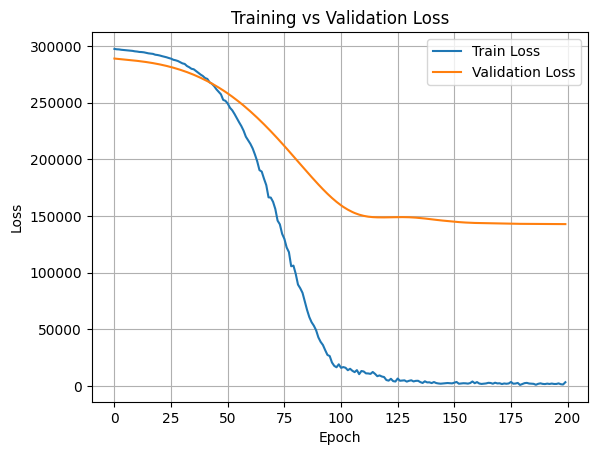 Training vs Validation Loss
Train Loss
Validation Loss
Loss
300000
250000
200000
150000
100000
50000
0
0 25 50 75 100 125 150 175 200
Epoch